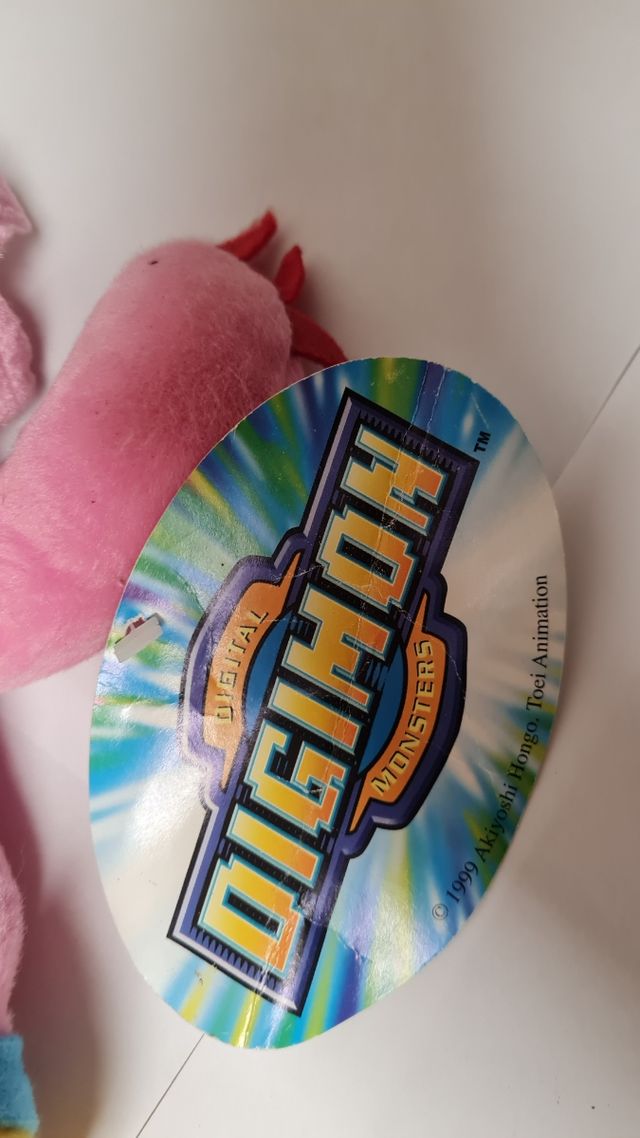 DIGITAL
DIGIMON
TM
MONSTERS
© 1999 Akiyoshi Hongo. Toei Animation